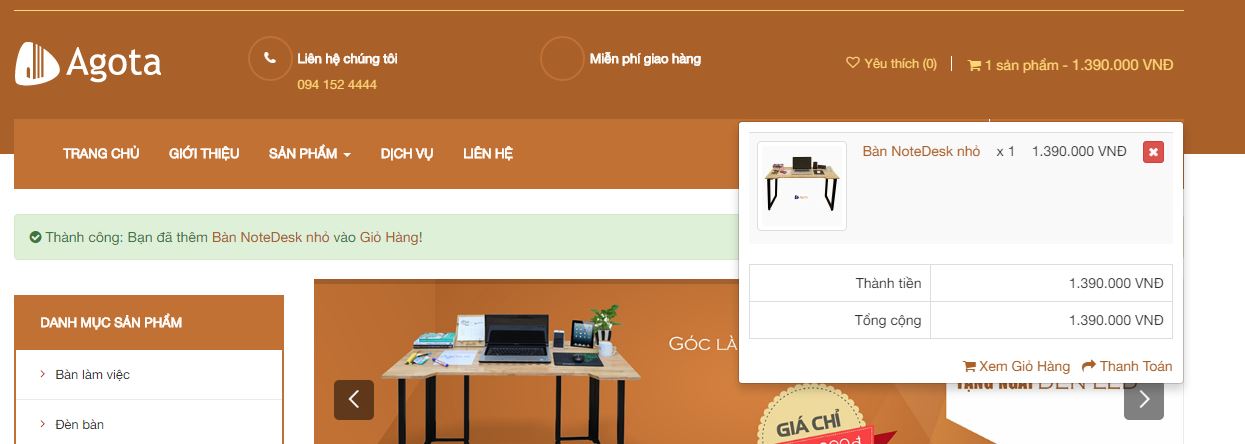 Agota
Liên hệ chúng tôi
094 152 4444
Miễn phí giao hàng
Yêu thích (0)
1 sản phẩm - 1.390.000 VNĐ
TRANG CHỦ GIỚI THIỆU SẢN PHẨM DỊCH VỤ LIÊN HỆ
Bàn NoteDesk nhỏ x 1 1.390.000 VNĐ
Thành tiền 1.390.000 VNĐ
Tổng cộng 1.390.000 VNĐ
Xem Giỏ Hàng Thanh Toán
Thành công: Bạn đã thêm Bàn NoteDesk nhỏ vào Giỏ Hàng!
DANH MỤC SẢN PHẨM
Bàn làm việc
Đèn bàn
GÓC LÀ
TẶNG NGAY ĐÈN LED
GIÁ CHỈ